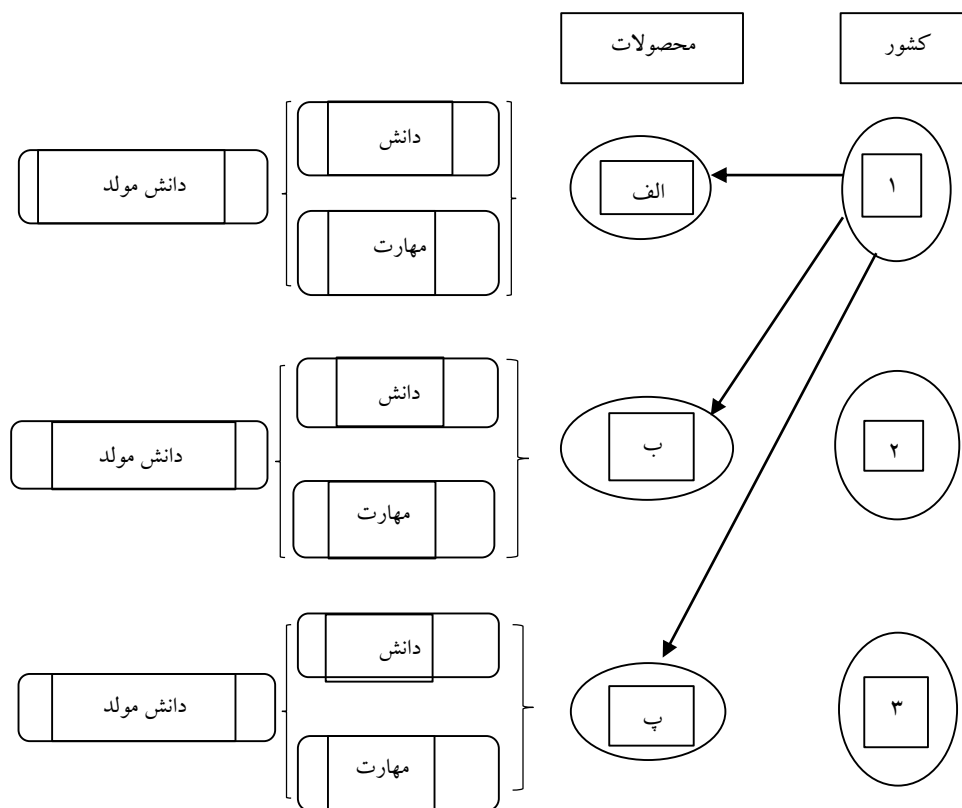 کشور
محصولات
۱
الف
دانش
مهارت
دانش مولد
۲
ب
دانش
مهارت
دانش مولد
۳
پ
دانش
مهارت
دانش مولد